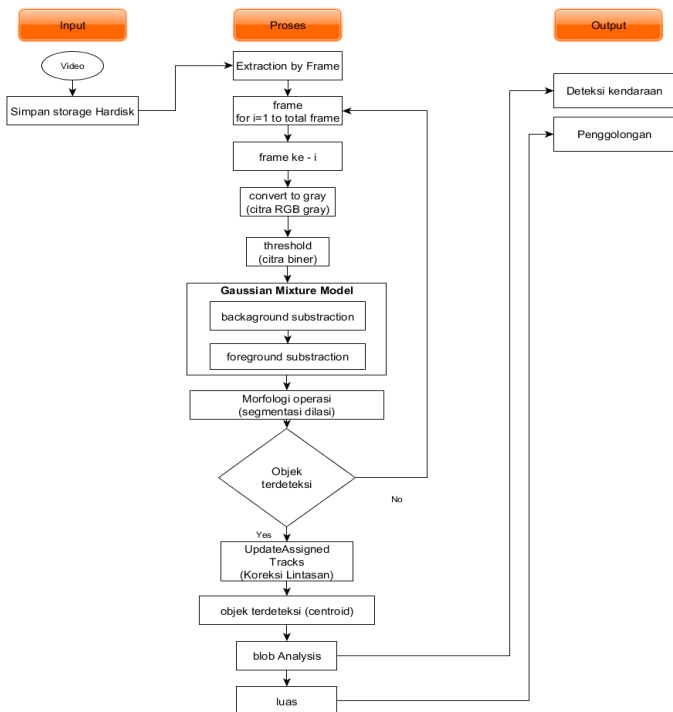 Input
Proses
Output
Video
Simpan storage Hardisk
Extraction by Frame
frame
for i=1 to total frame
frame ke - i
convert to gray
(citra RGB gray)
threshold
(citra biner)
Gaussian Mixture Model
backaground substraction
foreground substraction
Morfologi operasi
(segmentasi dilasi)
Objek
terdeteksi
No
Yes
UpdateAssigned
Tracks
(Koreksi Lintasan)
objek terdeteksi (centroid)
blob Analysis
luas
Deteksi kendaraan
Penggolongan